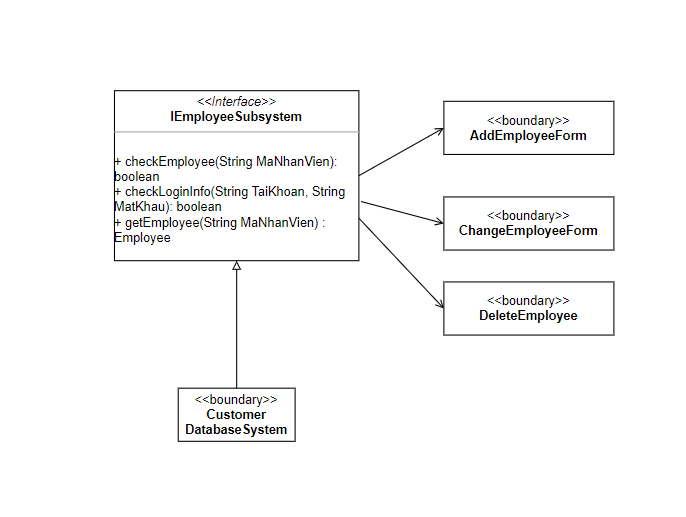 <<Interface>>
IEmployeeSubsystem
+ checkEmployee(String MaNhanVien):
boolean
+ checkLoginInfo(String TaiKhoan, String
MatKhau): boolean
+ getEmployee(String MaNhanVien) :
Employee
<<boundary>>
AddEmployeeForm
<<boundary>>
ChangeEmployeeForm
<<boundary>>
DeleteEmployee
<<boundary>>
Customer
DatabaseSystem